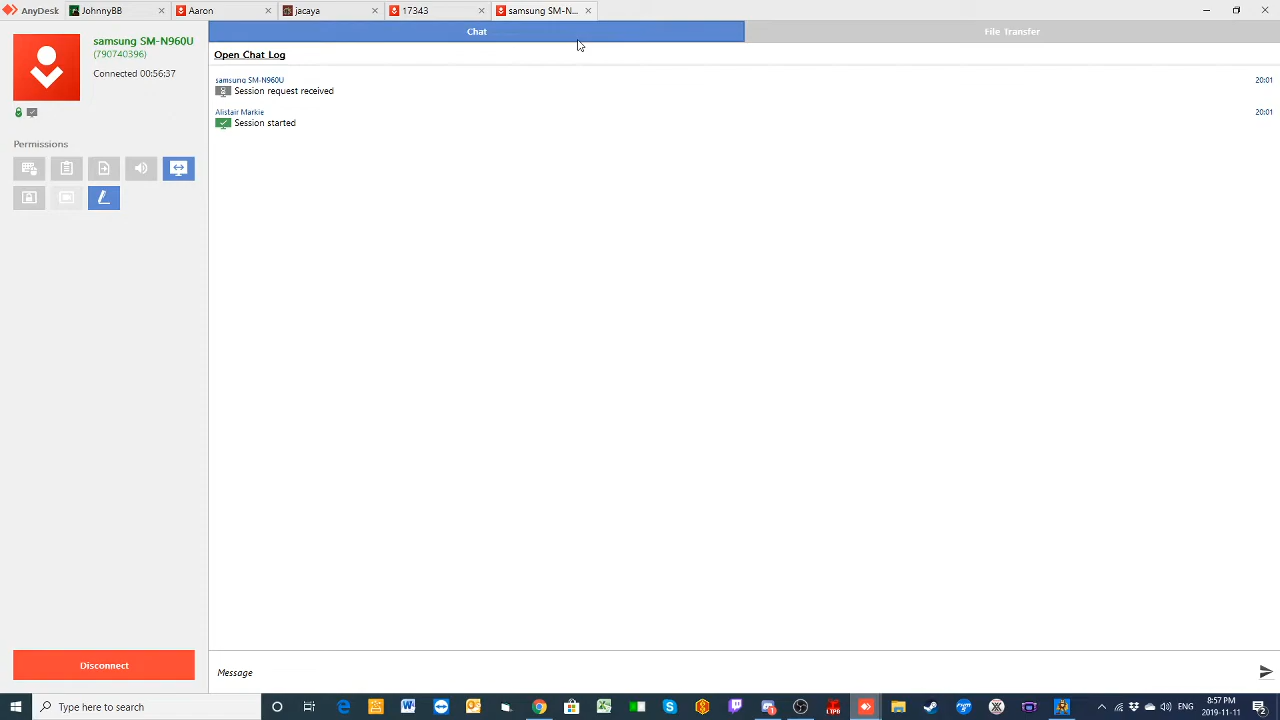 AnyDesk JohnnyBB Aaron jacaya 17343 samsung SM-N...
samsung SM-N960U
(790740396)
Connected 00:56:37
Permissions
Disconnect
Chat File Transfer
Open Chat Log
samsung SM-N960U 20:01
Session request received
Alistair Markie 20:01
Session started
Message
Type here to search
ENG 8:57 PM
2019-11-11
LTPB
2